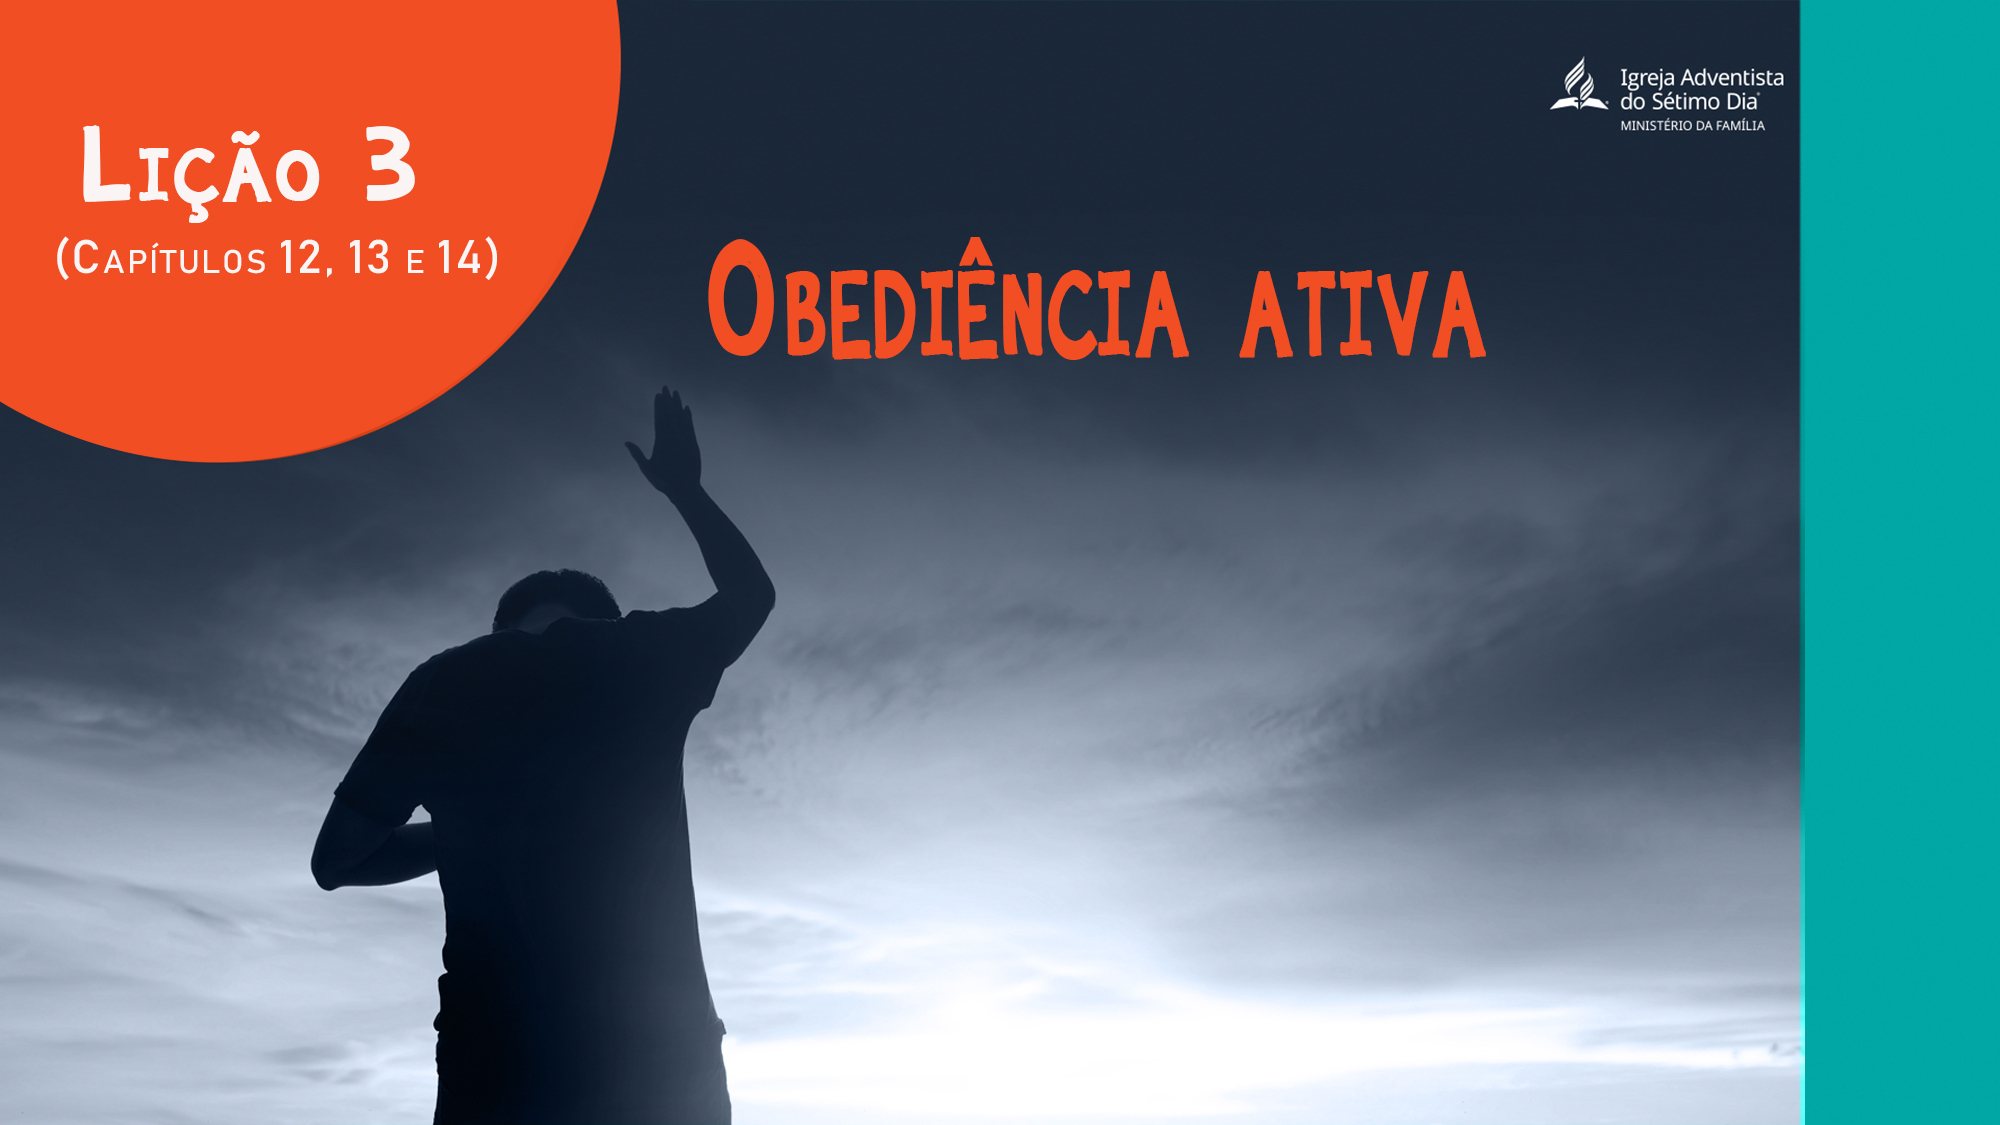 Lição 3
(Capítulos 12, 13 e 14)
Igreja Adventista
do Sétimo Dia
MINISTÉRIO DA FAMÍLIA
Obediência ativa